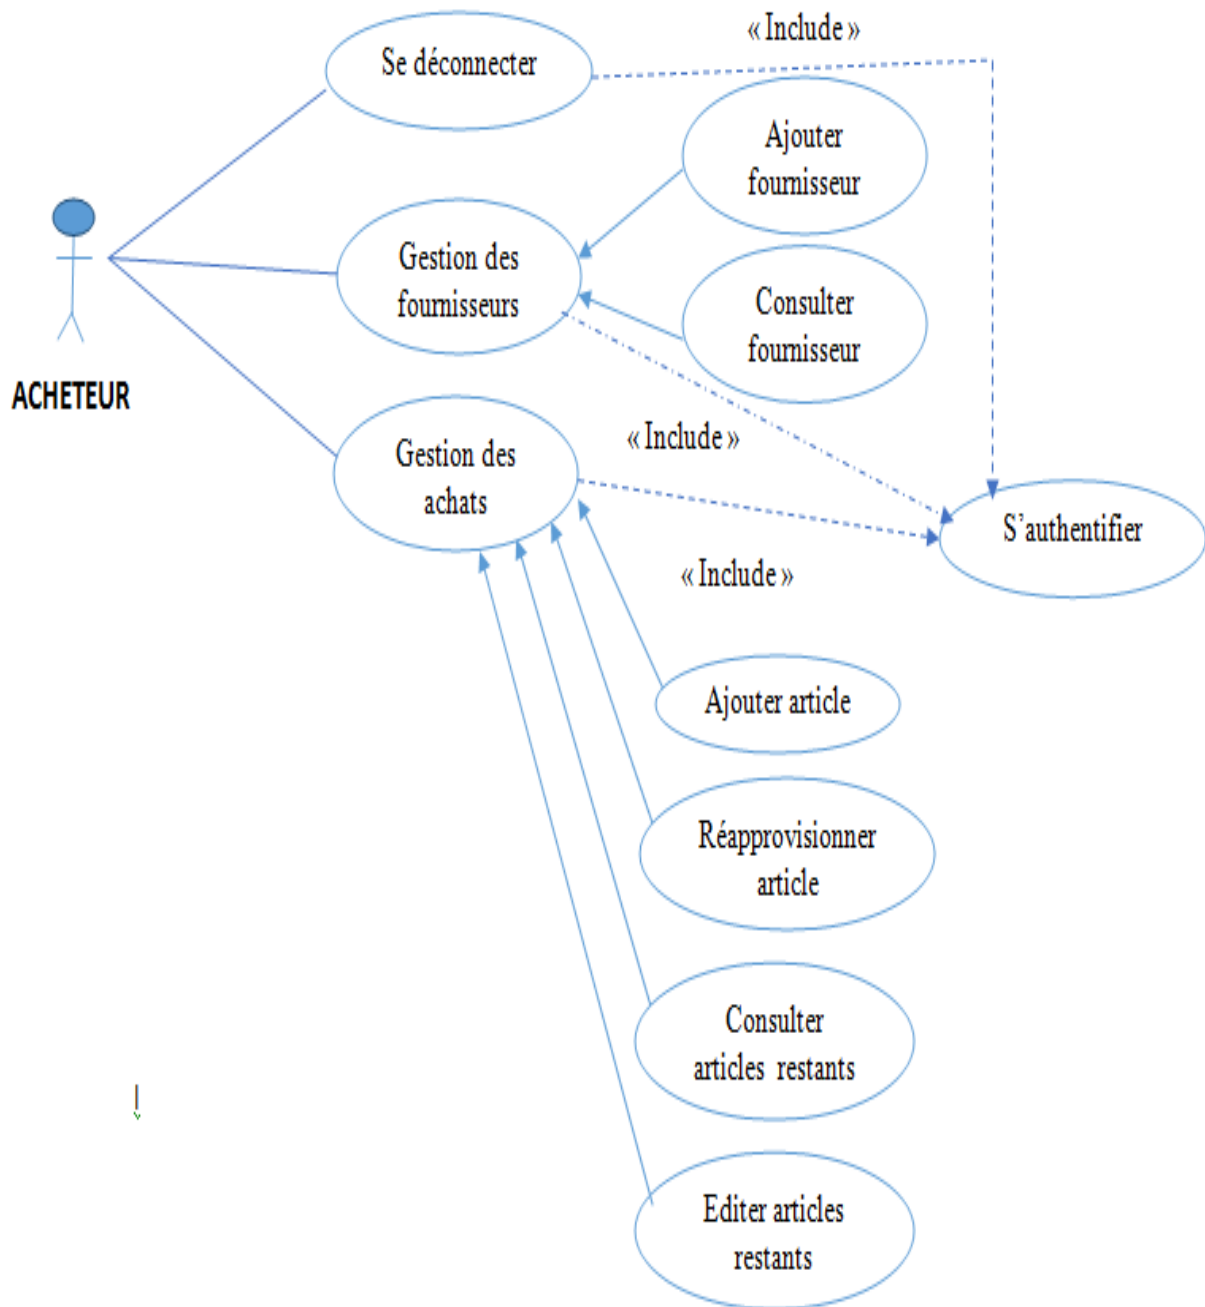 « Include »
Se déconnecter
Ajouter
fournisseur
Gestion des
fournisseurs
Consulter
fournisseur
ACHETEUR
« Include »
Gestion des
achats
S’authentifier
« Include »
Ajouter article
Réapprovisionner
article
Consulter
articles restants
Editer articles
restants